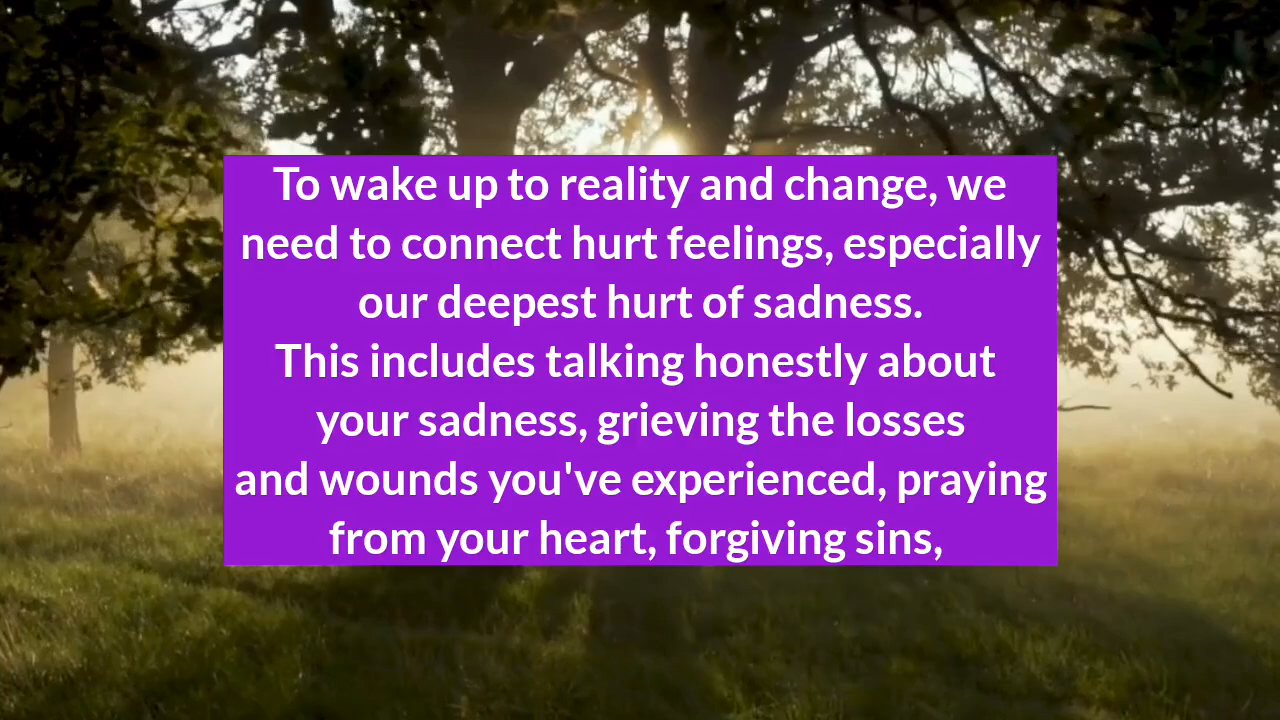 To wake up to reality and change, we
need to connect hurt feelings, especially
our deepest hurt of sadness.
This includes talking honestly about
your sadness, grieving the losses
and wounds you've experienced, praying
from your heart, forgiving sins,